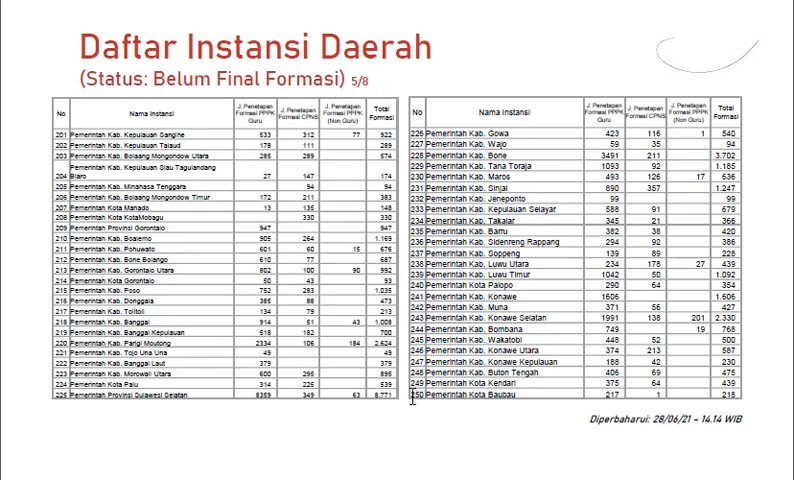 Daftar Instansi Daerah
(Status: Belum Final Formasi) 5/8
No Nama Instansi J. Penetapan Formasi PPPK Guru J. Penetapan Formasi CPNS J. Penetapan Formasi PPPK (Non Guru) Total Formasi
201 Pemerintah Kab. Kepulauan Sangihe 533 312 77 922
202 Pemerintah Kab. Kepulauan Talaud 178 111 289
203 Pemerintah Kab. Bolaang Mongondow Utara 285 289 574
204 Pemerintah Kab. Kepulauan Siau Tagulandang Biaro 27 147 174
205 Pemerintah Kab. Minahasa Tenggara 94 94
206 Pemerintah Kab. Bolaang Mongondow Timur 172 211 383
207 Pemerintah Kota Manado 13 135 148
208 Pemerintah Kota KotaMobagu 330 330
209 Pemerintah Provinsi Gorontalo 947 947
210 Pemerintah Kab. Boalemo 905 264 1.169
211 Pemerintah Kab. Pohuwato 601 60 15 676
212 Pemerintah Kab. Bone Bolango 610 77 687
213 Pemerintah Kab. Gorontalo Utara 802 100 90 992
214 Pemerintah Kota Gorontalo 50 43 93
215 Pemerintah Kab. Poso 752 283 1.035
216 Pemerintah Kab. Donggala 385 88 473
217 Pemerintah Kab. Tolitoli 134 79 213
218 Pemerintah Kab. Banggai 914 51 43 1.008
219 Pemerintah Kab. Banggai Kepulauan 518 182 700
220 Pemerintah Kab. Parigi Moutong 2334 106 184 2.624
221 Pemerintah Kab. Tojo Una Una 49 49
222 Pemerintah Kab. Banggai Laut 379 379
223 Pemerintah Kab. Morowali Utara 600 295 895
224 Pemerintah Kota Palu 314 225 539
225 Pemerintah Provinsi Sulawesi Selatan 8359 349 63 8.771
No Nama Instansi J. Penetapan Formasi PPPK Guru J. Penetapan Formasi CPNS J. Penetapan Formasi PPPK (Non Guru) Total Formasi
226 Pemerintah Kab. Gowa 423 116 1 540
227 Pemerintah Kab. Wajo 59 35 94
228 Pemerintah Kab. Bone 3491 211 3.702
229 Pemerintah Kab. Tana Toraja 1093 92 1.185
230 Pemerintah Kab. Maros 493 126 17 636
231 Pemerintah Kab. Sinjai 890 357 1.247
232 Pemerintah Kab. Jeneponto 99 99
233 Pemerintah Kab. Kepulauan Selayar 588 91 679
234 Pemerintah Kab. Takalar 345 21 366
235 Pemerintah Kab. Barru 382 38 420
236 Pemerintah Kab. Sidenreng Rappang 294 92 386
237 Pemerintah Kab. Soppeng 139 89 228
238 Pemerintah Kab. Luwu Utara 234 178 27 439
239 Pemerintah Kab. Luwu Timur 1042 50 1.092
240 Pemerintah Kota Palopo 290 64 354
241 Pemerintah Kab. Konawe 1606 1.606
242 Pemerintah Kab. Muna 371 56 427
243 Pemerintah Kab. Konawe Selatan 1991 138 201 2.330
244 Pemerintah Kab. Bombana 749 19 768
245 Pemerintah Kab. Wakatobi 448 52 500
246 Pemerintah Kab. Konawe Utara 374 213 587
247 Pemerintah Kab. Konawe Kepulauan 188 42 230
248 Pemerintah Kab. Buton Tengah 406 69 475
249 Pemerintah Kota Kendari 375 64 439
250 Pemerintah Kota Baubau 217 1 218
Diperbaharui: 28/06/21 – 14.14 WIB